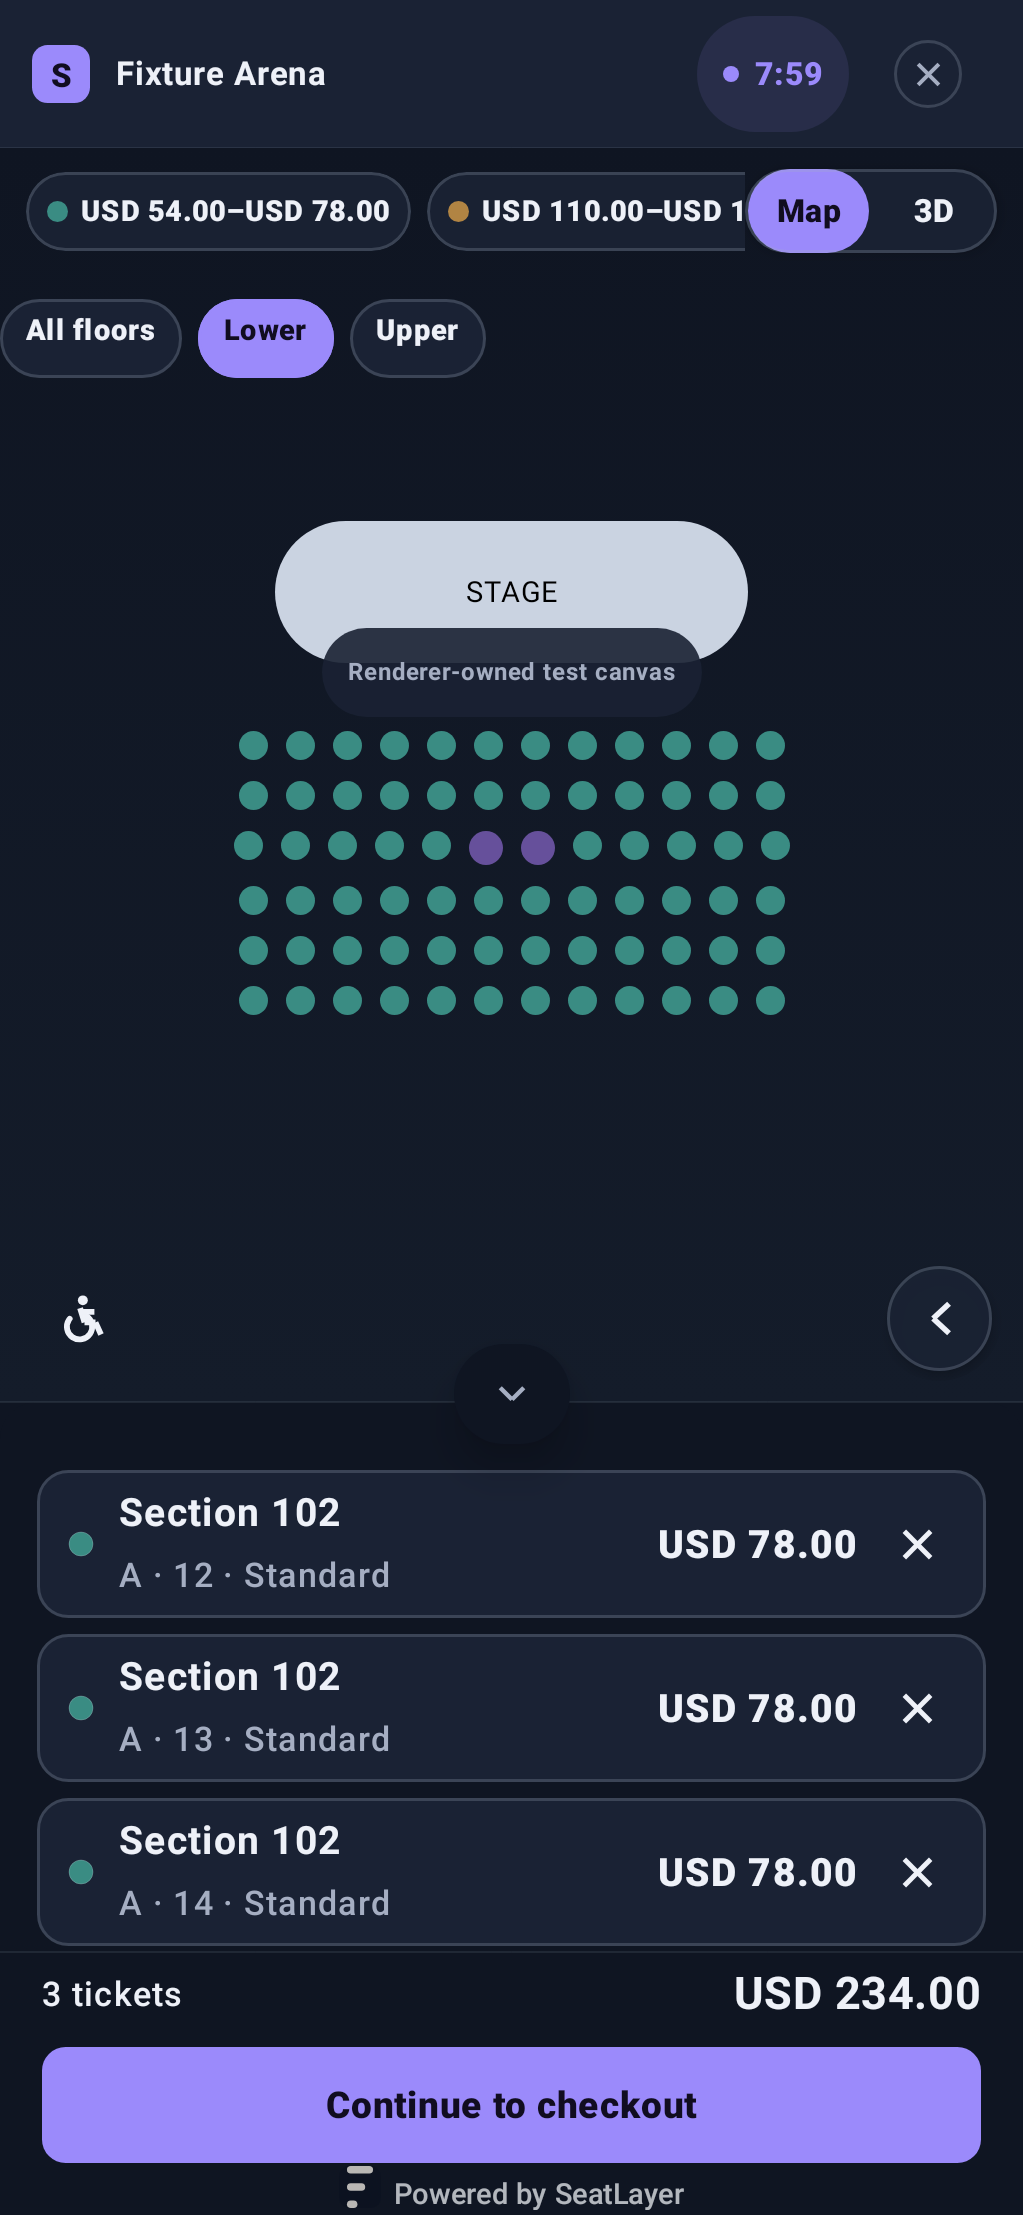 S Fixture Arena 7:59
USD 54.00–USD 78.00 USD 110.00–USD 1 Map 3D
All floors Lower Upper
STAGE
Renderer-owned test canvas
Section 102
USD 78.00
A · 12 · Standard
Section 102
USD 78.00
A · 13 · Standard
Section 102
USD 78.00
A · 14 · Standard
3 tickets USD 234.00
Continue to checkout
Powered by SeatLayer